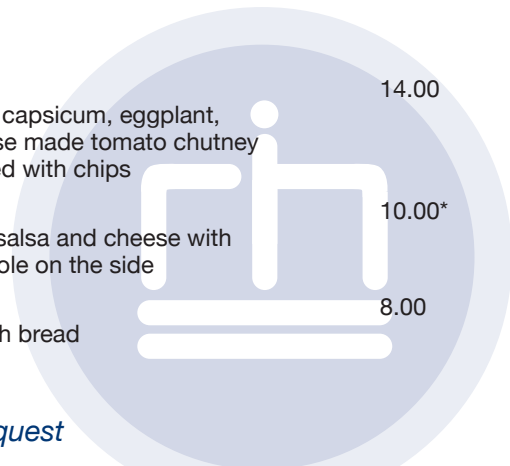 14.00
capsicum, eggplant,
se made tomato chutney
ed with chips
10.00*
salsa and cheese with
ole on the side
8.00
h bread
quest